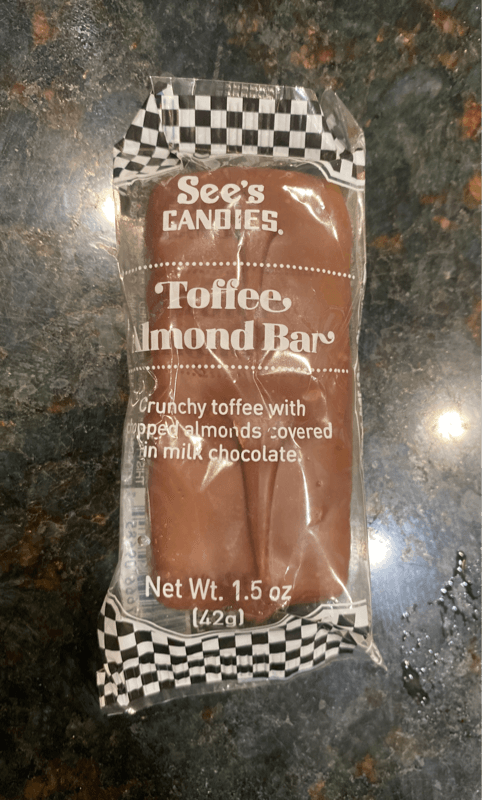 See's
CANDIES®
Toffee
Almond Bar
Crunchy toffee with
chopped almonds covered
in milk chocolate.
Net Wt. 1.5 oz
(42g)